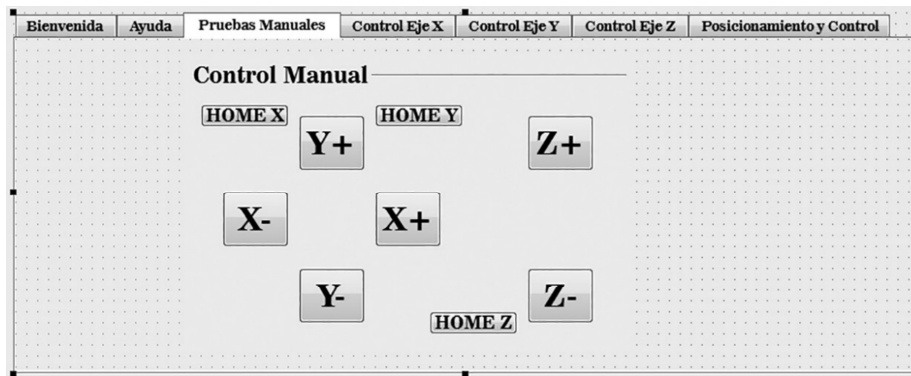 Bienvenida Ayuda Pruebas Manuales Control Eje X Control Eje Y Control Eje Z Posicionamiento y Control
Control Manual
HOME X HOME Y
Y+ Z+
X- X+
Y- Z-
HOME Z